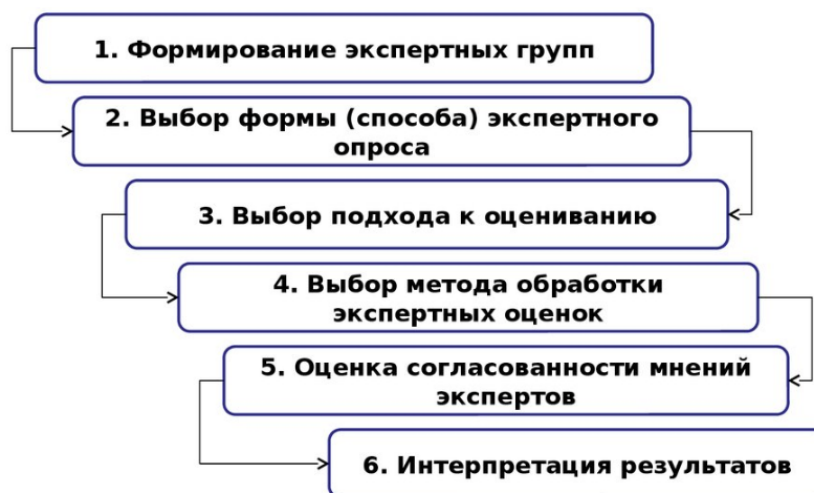 1. Формирование экспертных групп
2. Выбор формы (способа) экспертного
опроса
3. Выбор подхода к оцениванию
4. Выбор метода обработки
экспертных оценок
5. Оценка согласованности мнений
экспертов
6. Интерпретация результатов